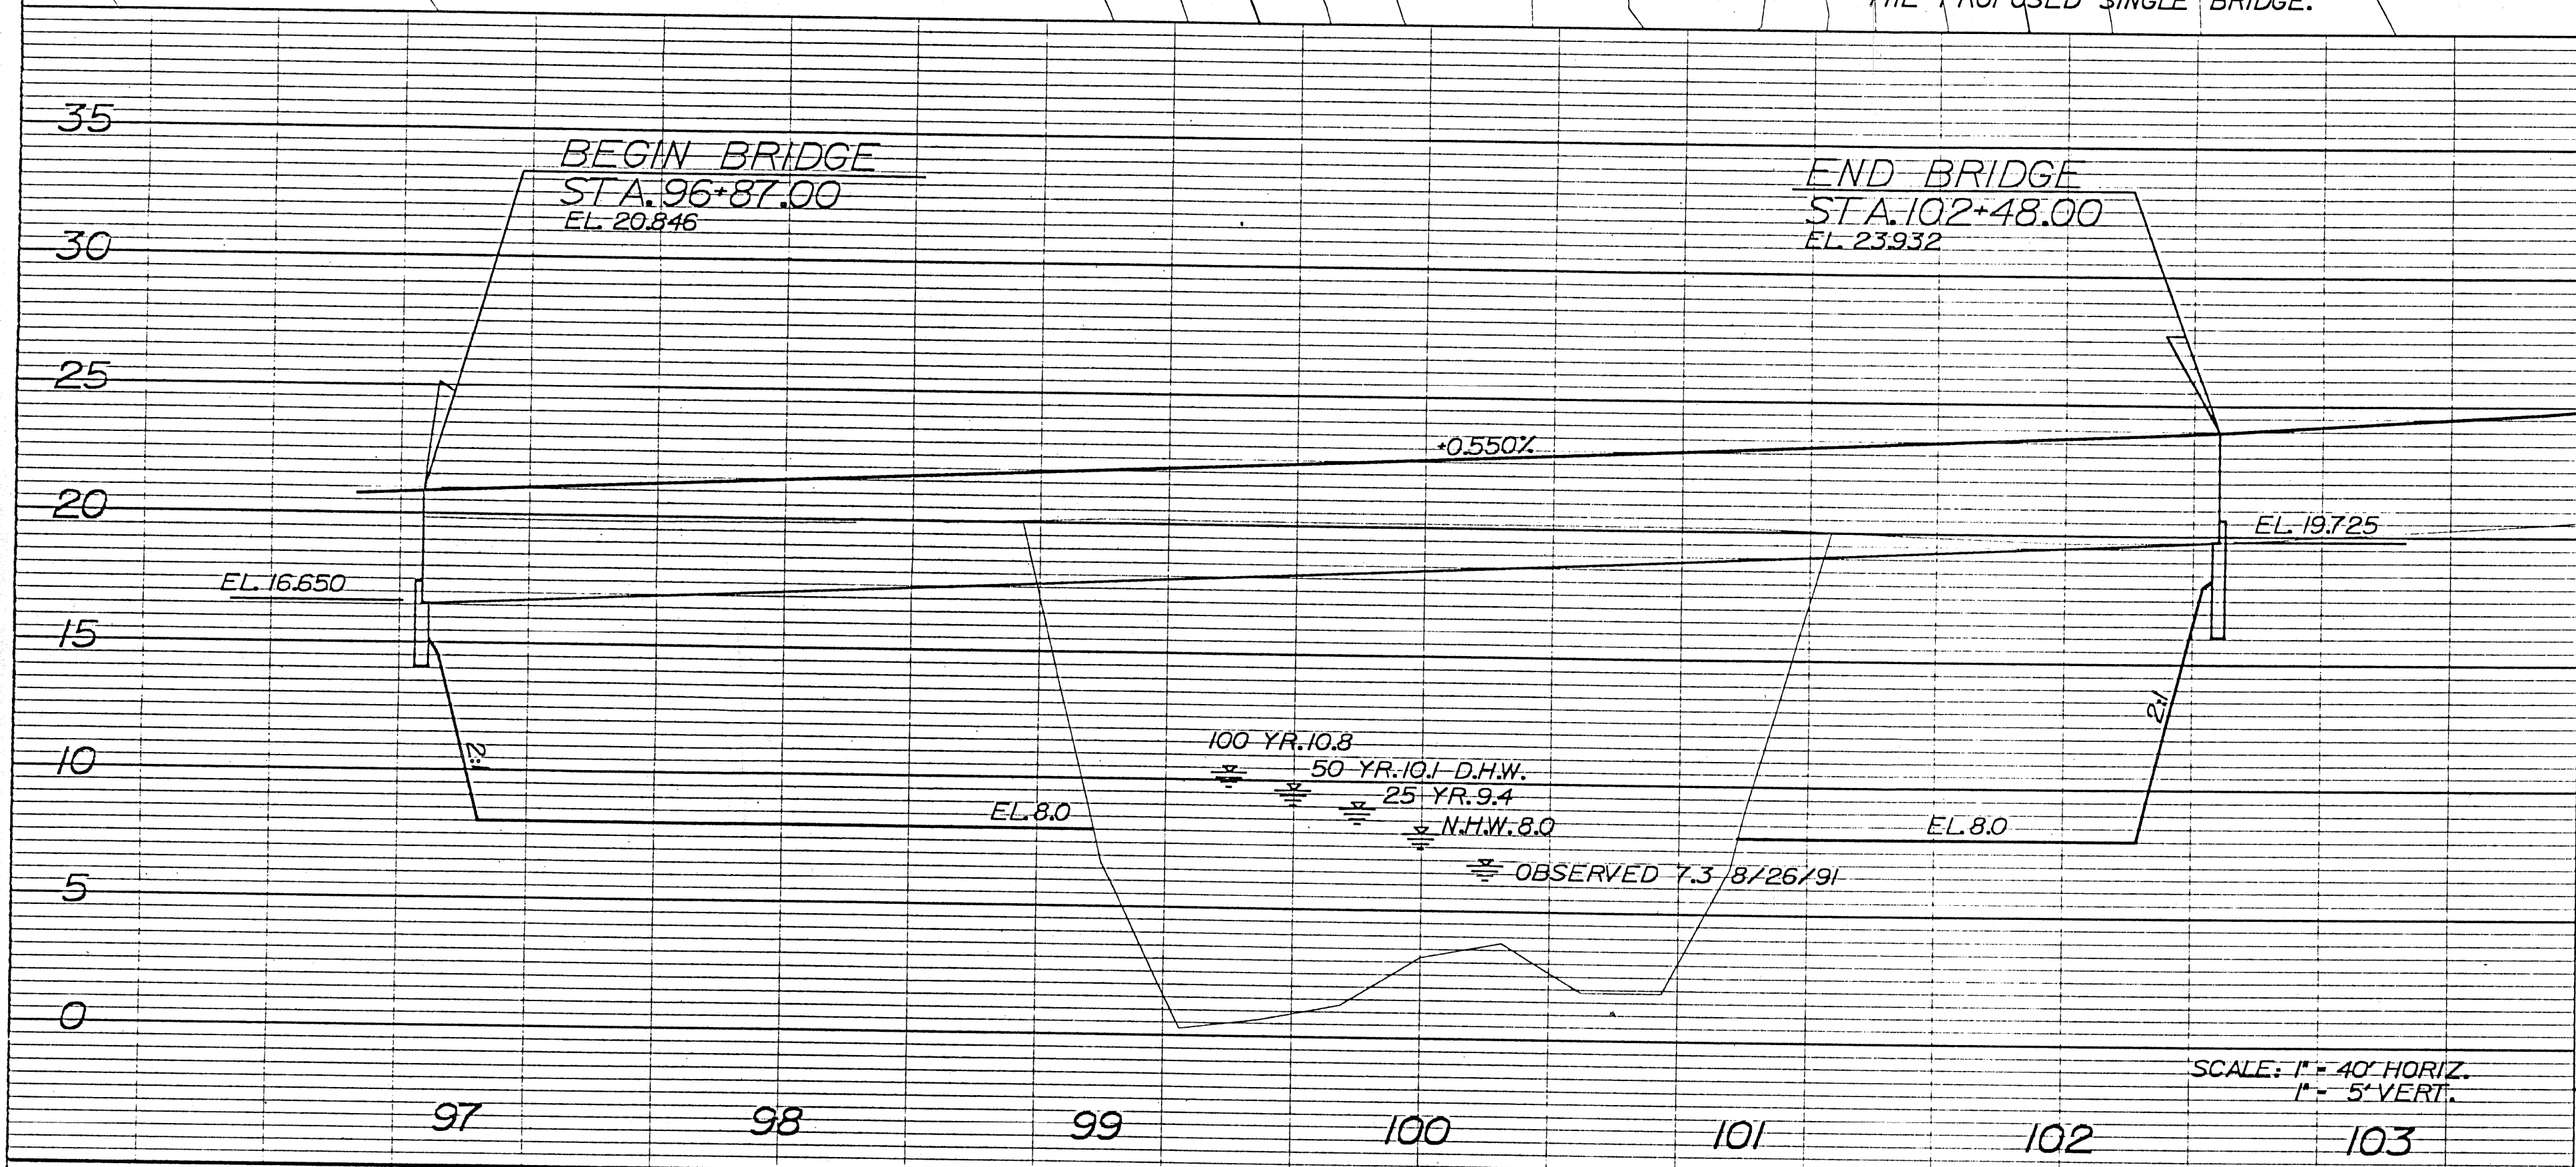 THE PROPOSED SINGLE BRIDGE.
35
BEGIN BRIDGE
STA. 96+87.00
EL. 20.846
END BRIDGE
STA. 102+48.00
EL. 23.932
30
25
+0.550%
20
EL. 19.725
EL. 16.650
15
2:1
2:1
10
100 YR. 10.8
50 YR. 10.1 D.H.W.
25 YR. 9.4
EL. 8.0
N.H.W. 8.0
EL. 8.0
OBSERVED 7.3 8/26/91
5
0
SCALE: 1" = 40' HORIZ.
1" = 5' VERT.
97 98 99 100 101 102 103